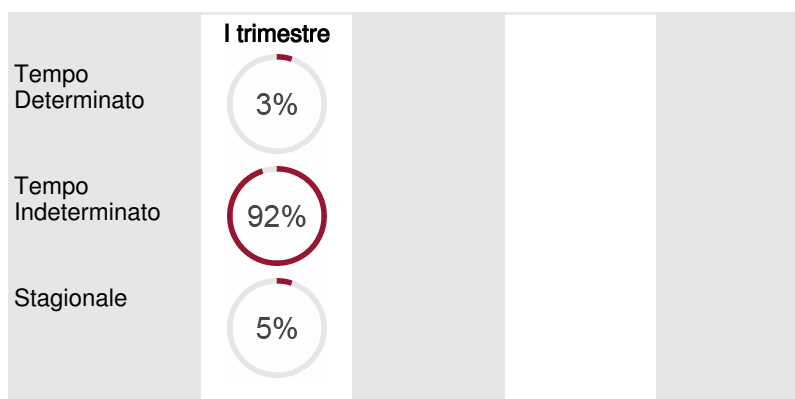 I trimestre
Tempo
Determinato
3%
Tempo
Indeterminato
92%
Stagionale
5%